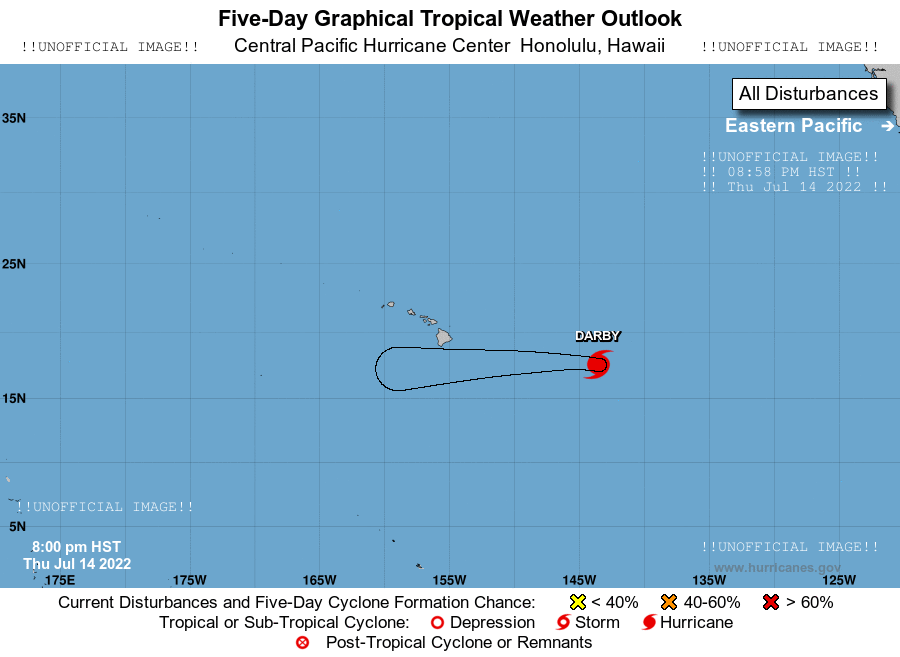 Five-Day Graphical Tropical Weather Outlook
!!UNOFFICIAL IMAGE!! Central Pacific Hurricane Center Honolulu, Hawaii !!UNOFFICIAL IMAGE!!
All Disturbances
35N
Eastern Pacific →
!!UNOFFICIAL IMAGE!!
!! 08:58 PM HST !!
!! Thu Jul 14 2022 !!
25N
DARBY
15N
!!UNOFFICIAL IMAGE!!
5N
8:00 pm HST
Thu Jul 14 2022
!!UNOFFICIAL IMAGE!!
www.hurricanes.gov
175E 175W 165W 155W 145W 135W 125W
Current Disturbances and Five-Day Cyclone Formation Chance: < 40% 40-60% > 60%
Tropical or Sub-Tropical Cyclone: Depression Storm Hurricane
Post-Tropical Cyclone or Remnants